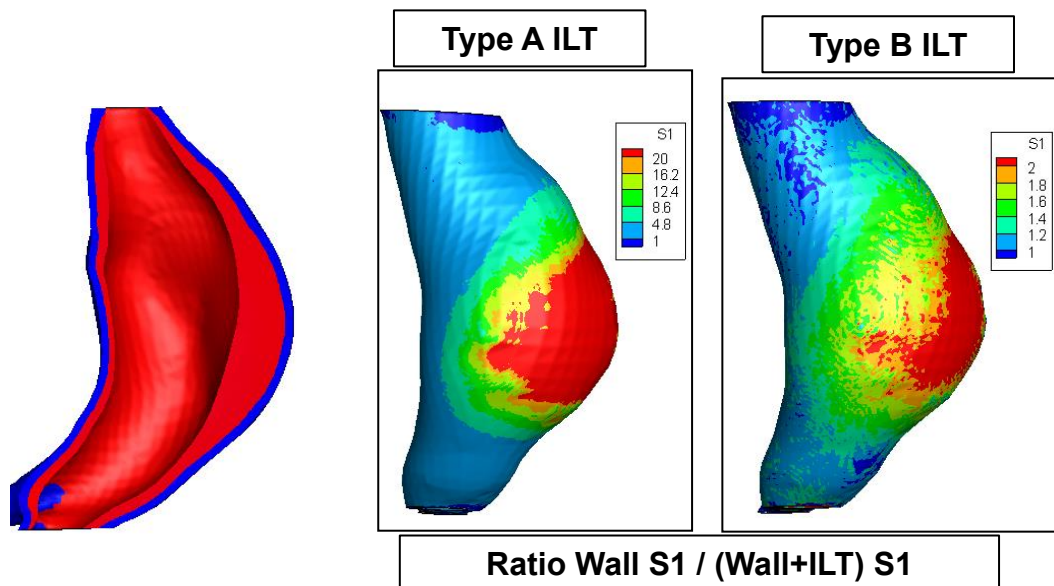 Type A ILT
Type B ILT
S1
20
16.2
12.4
8.6
4.8
1
S1
2
1.8
1.6
1.4
1.2
1
Ratio Wall S1 / (Wall+ILT) S1